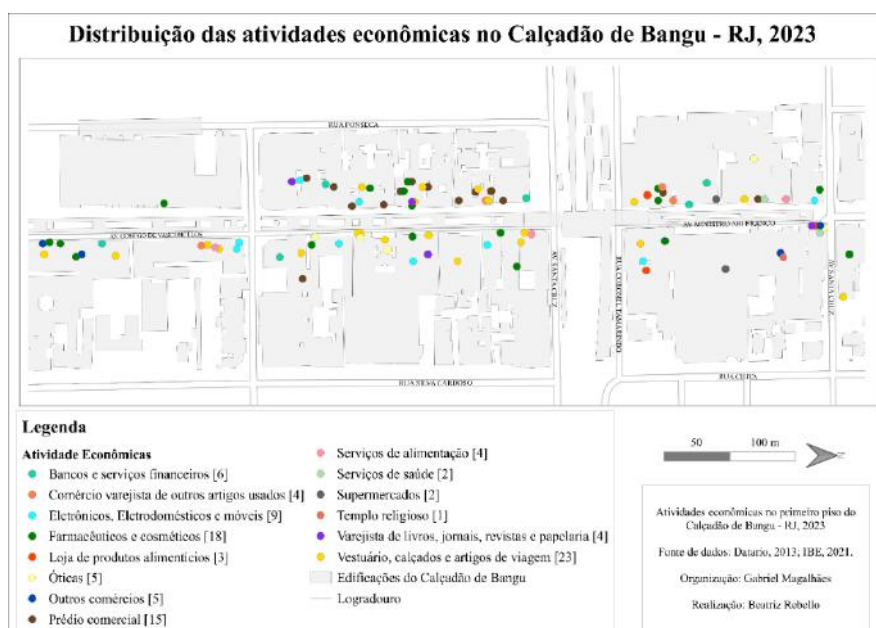 Distribuição das atividades econômicas no Calçadão de Bangu - RJ, 2023
RUA FONSECA
AV. CONEGO DE VASCONCELLOS
AV. MINISTRO ARI FRANCO
AV. SANTA CRUZ
RUA CORONEL TAMARINDO
AV. SANTA CRUZ
RUA SILVA CARDOSO
RUA
Legenda
Atividade Econômicas
Bancos e serviços financeiros [6]
Comércio varejista de outros artigos usados [4]
Eletrônicos, Eletrodomésticos e móveis [9]
Farmacêuticos e cosméticos [18]
Loja de produtos alimentícios [3]
Óticas [5]
Outros comércios [5]
Prédio comercial [15]
Serviços de alimentação [4]
Serviços de saúde [2]
Supermercados [2]
Templo religioso [1]
Varejista de livros, jornais, revistas e papelaria [4]
Vestuário, calçados e artigos de viagem [23]
Edificações do Calçadão de Bangu
Logradouro
50 100 m
N
Atividades econômicas no primeiro piso do
Calçadão de Bangu - RJ, 2023
Fonte de dados: Datario, 2013; IBE, 2021.
Organização: Gabriel Magalhães
Realização: Beatriz Rebello